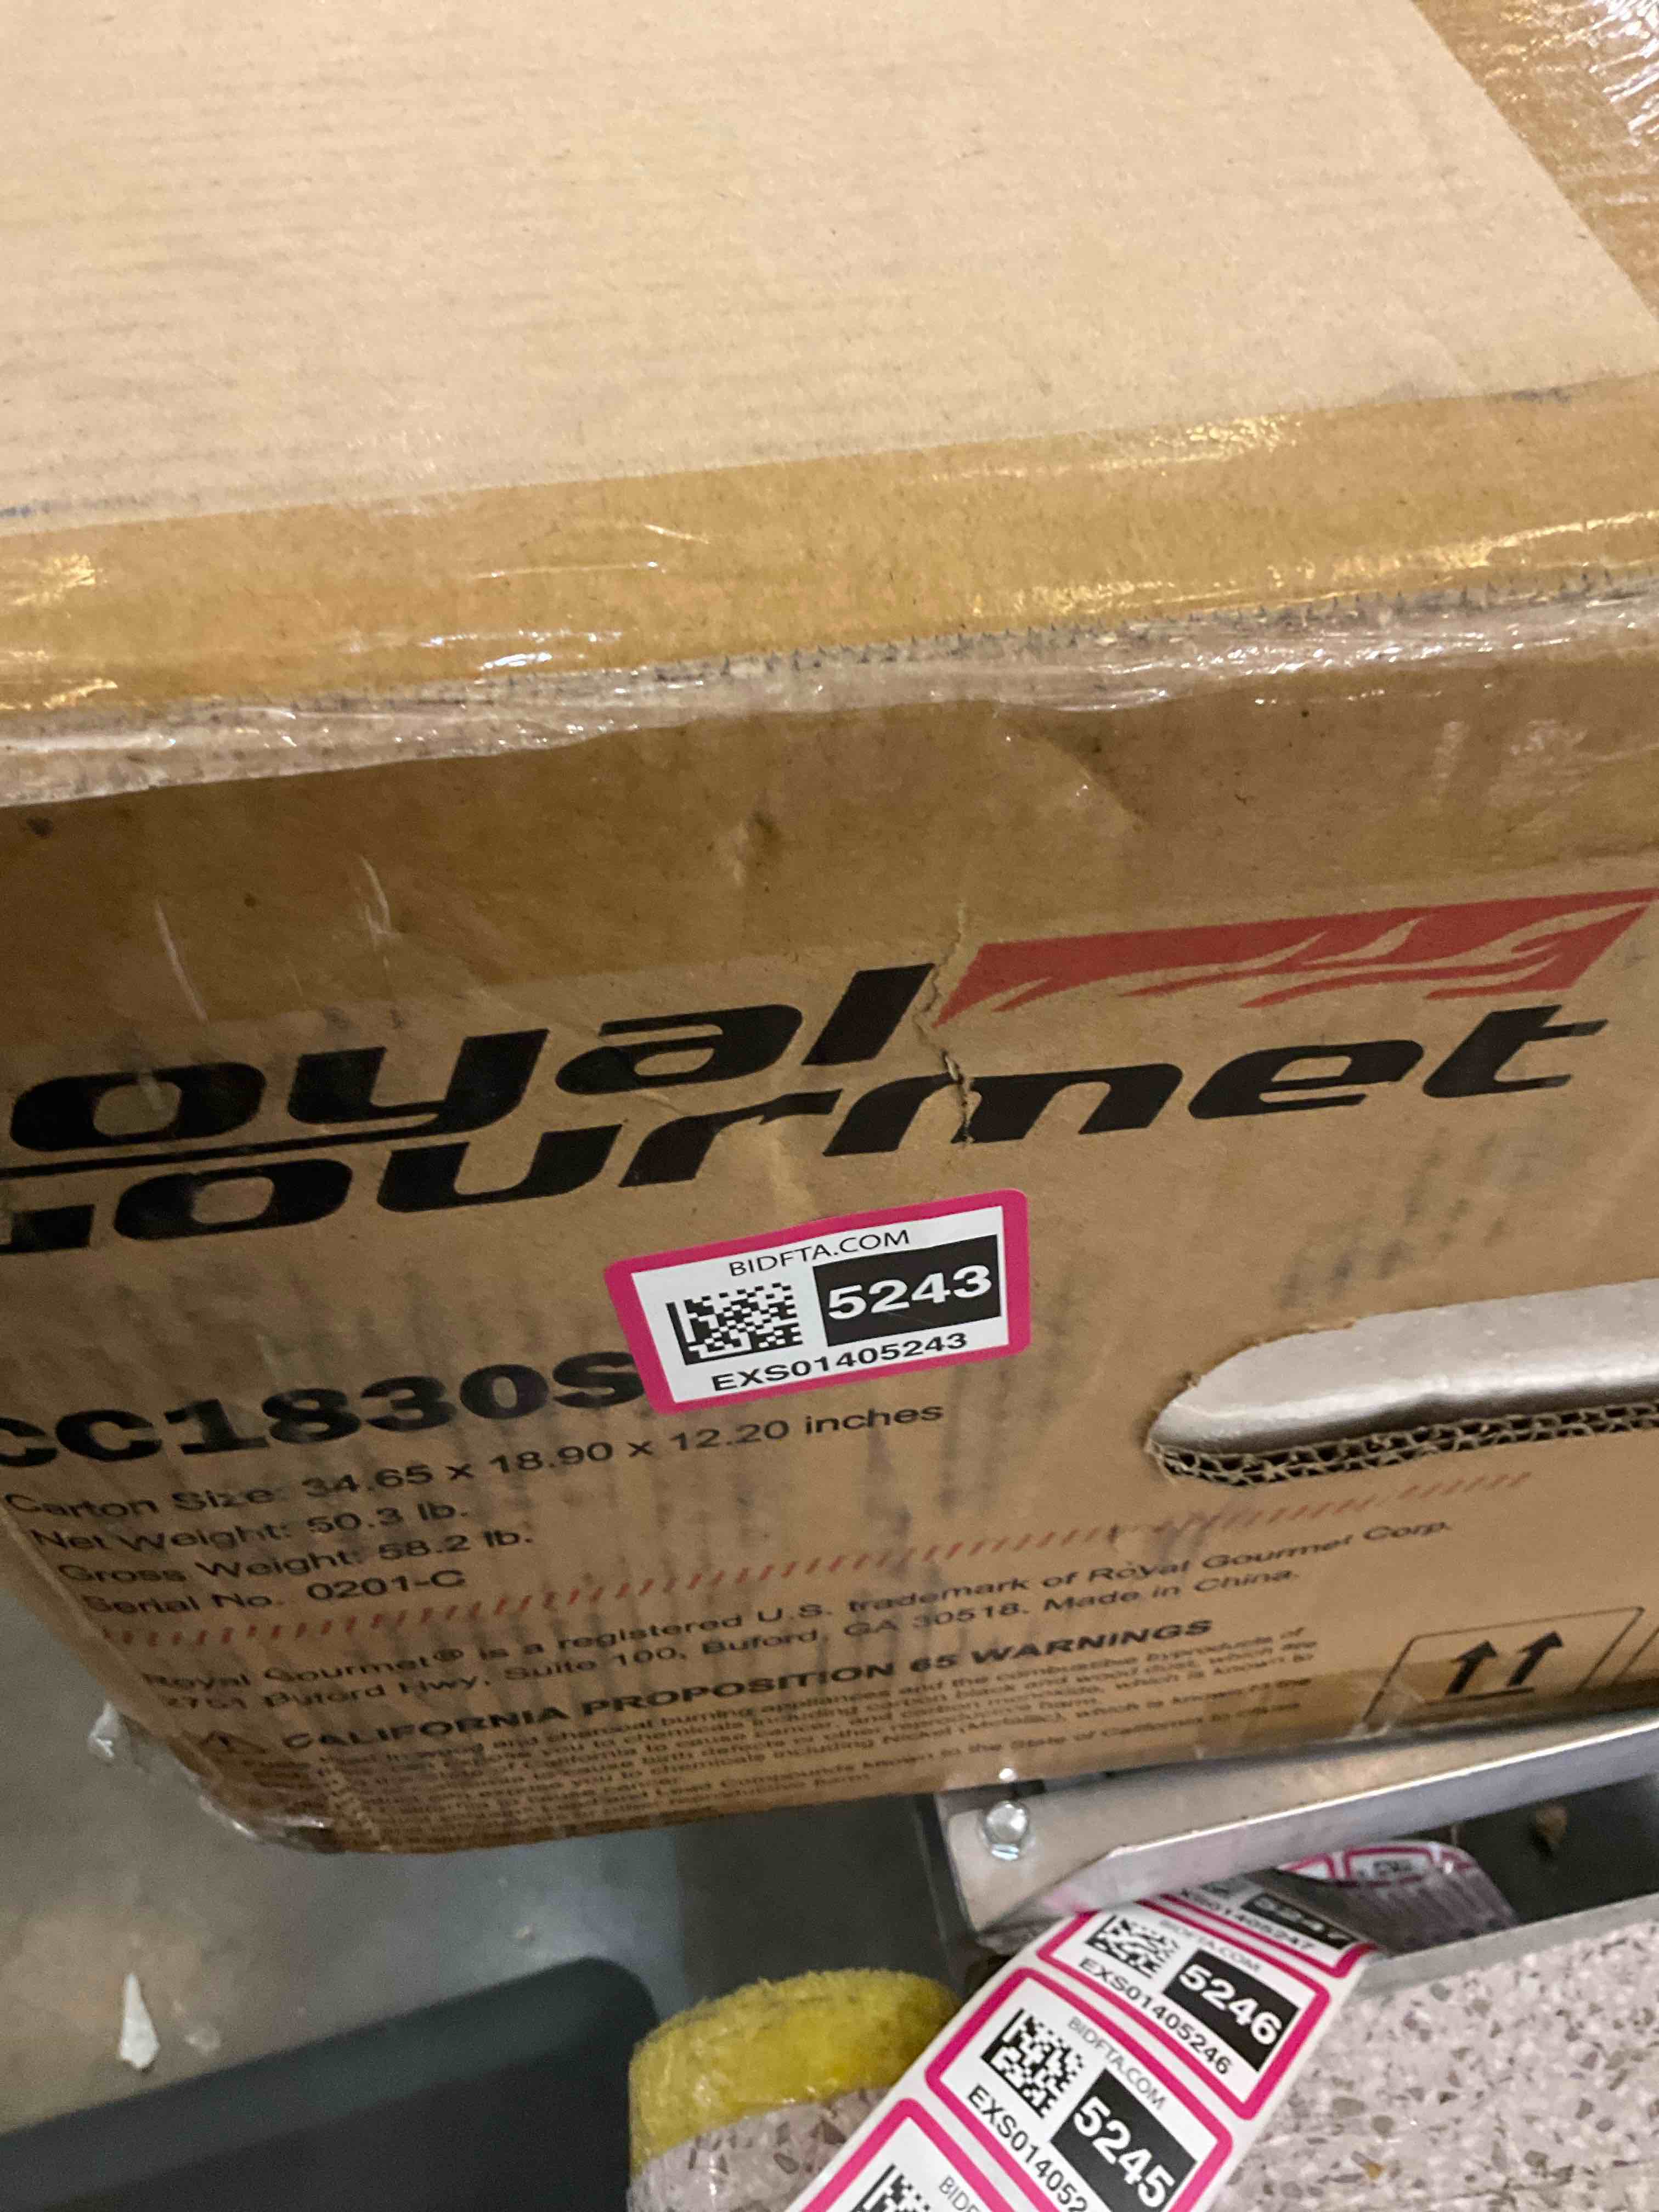 oyal
Gourmet
BIDFTA.COM
5243
EXS01405243
CC1830S
Carton Size: 34.65 x 18.90 x 12.20 inches
Net Weight: 50.3 lb.
Gross Weight: 58.2 lb.
Serial No. 0201-C
Royal Gourmet® is a registered U.S. trademark of Royal Gourmet Corp.
2751 Buford Hwy, Suite 100, Buford, GA 30518. Made in China.
CALIFORNIA PROPOSITION 65 WARNINGS
5247
BIDFTA.COM
5246
EXS01405246
BIDFTA.COM
5245
EXS014052